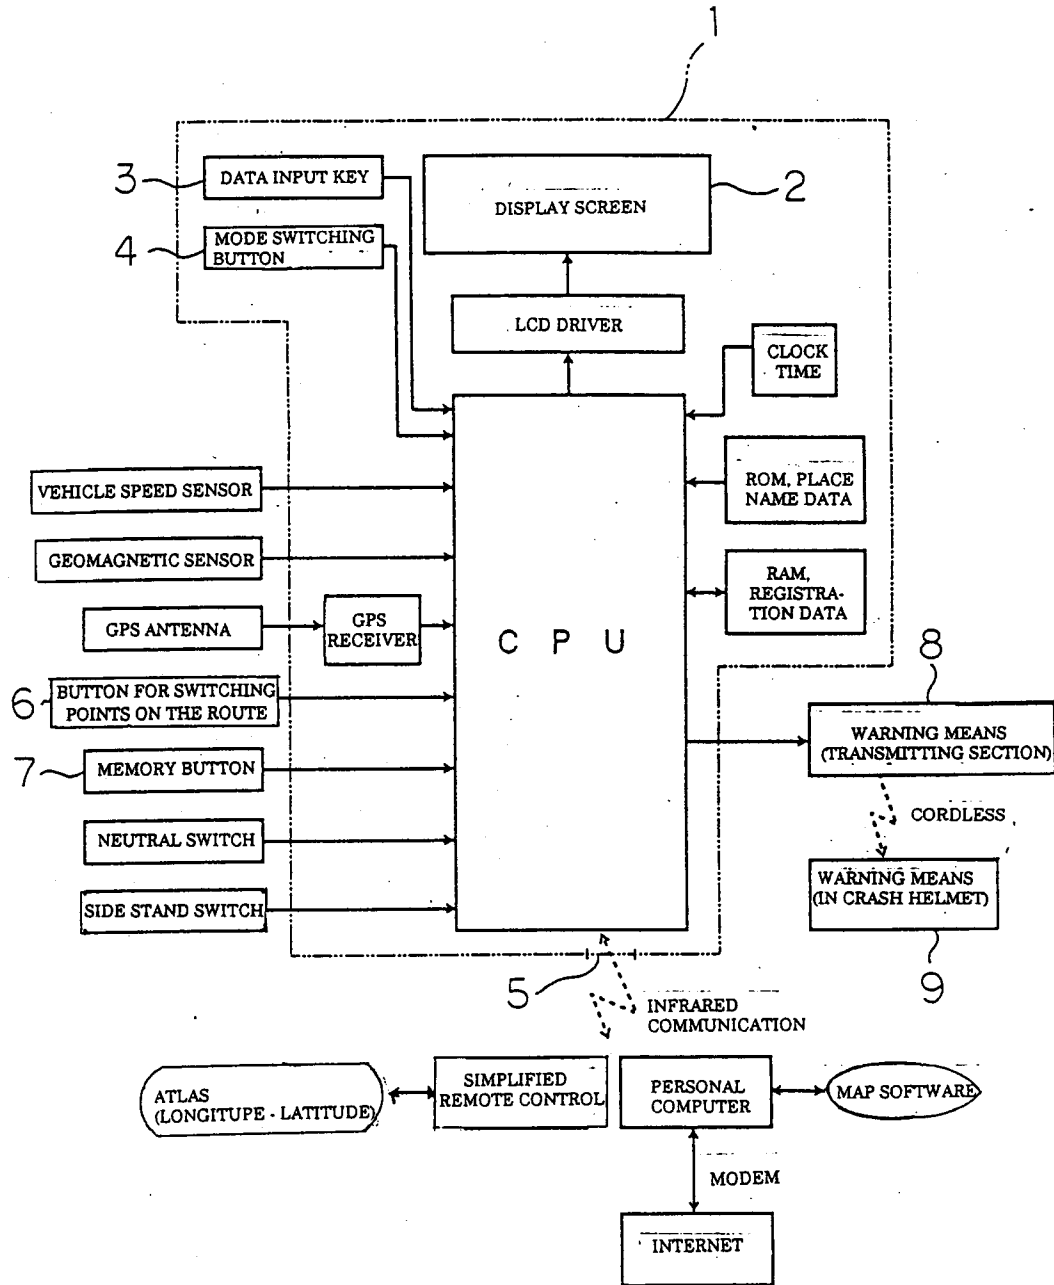 1
3
DATA INPUT KEY
DISPLAY SCREEN
2
4
MODE SWITCHING
BUTTON
LCD DRIVER
CLOCK
TIME
VEHICLE SPEED SENSOR
ROM, PLACE
NAME DATA
GEOMAGNETIC SENSOR
RAM,
REGISTRA-
TION DATA
GPS ANTENNA
GPS
RECEIVER
C P U
6
BUTTON FOR SWITCHING
POINTS ON THE ROUTE
8
WARNING MEANS
(TRANSMITTING SECTION)
7
MEMORY BUTTON
CORDLESS
NEUTRAL SWITCH
WARNING MEANS
(IN CRASH HELMET)
SIDE STAND SWITCH
9
5
INFRARED
COMMUNICATION
ATLAS
(LONGITUPE - LATITUDE)
SIMPLIFIED
REMOTE CONTROL
PERSONAL
COMPUTER
MAP SOFTWARE
MODEM
INTERNET